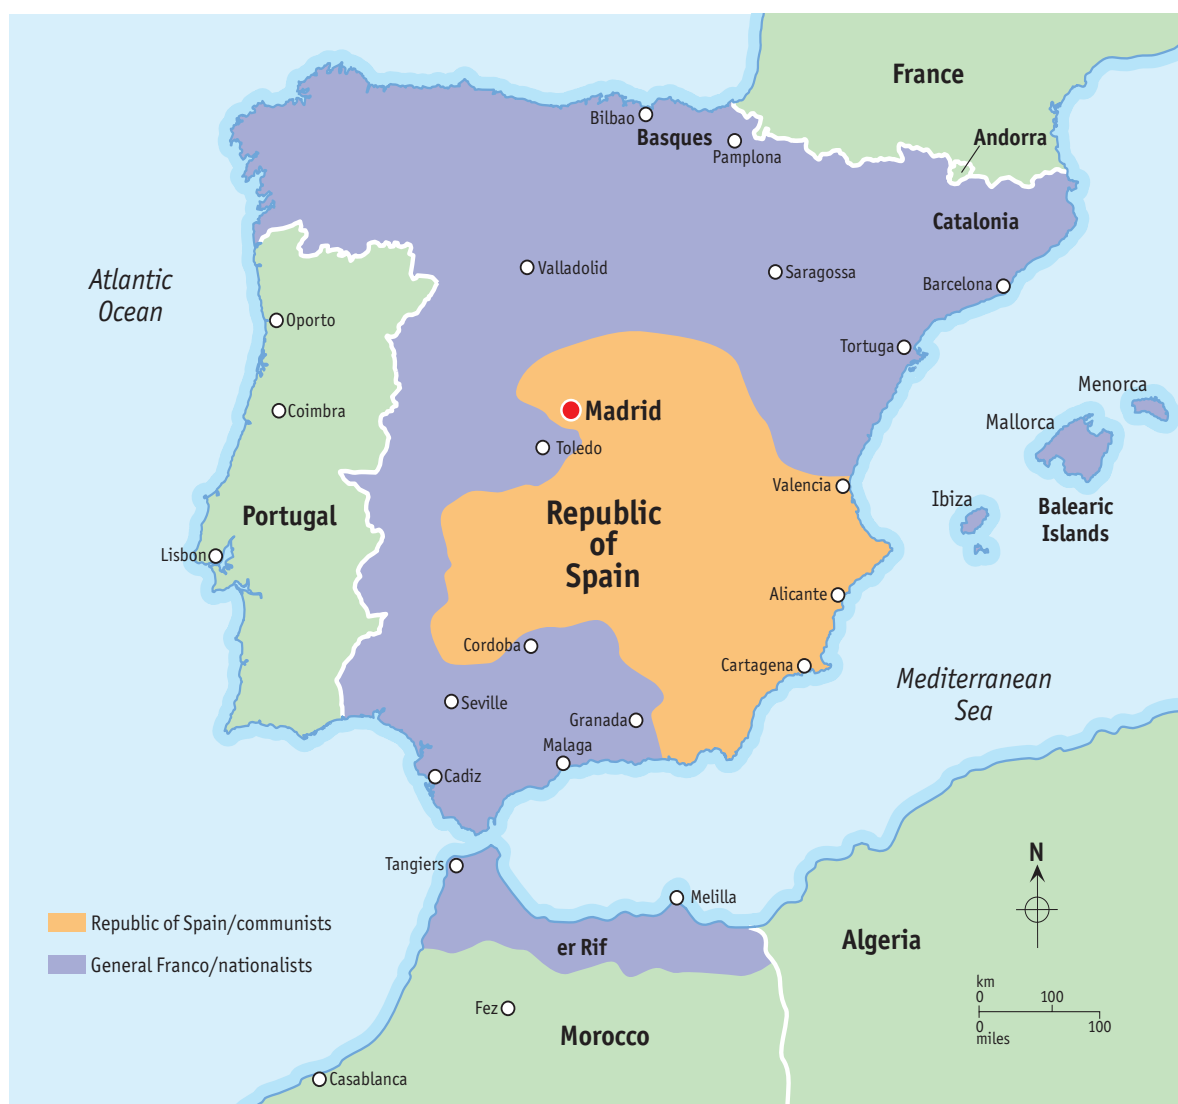 France
Andorra
Bilbao
Basques
Pamplona
Catalonia
Atlantic
Ocean
Valladolid
Saragossa
Barcelona
Oporto
Tortuga
Menorca
Coimbra
Madrid
Mallorca
Toledo
Valencia
Ibiza
Balearic
Islands
Portugal
Republic
of
Spain
Lisbon
Alicante
Cordoba
Cartagena
Mediterranean
Sea
Seville
Granada
Malaga
Cadiz
Tangiers
Melilla
N
Republic of Spain/communists
General Franco/nationalists
er Rif
Algeria
km
0 100
0 100
miles
Fez
Morocco
Casablanca